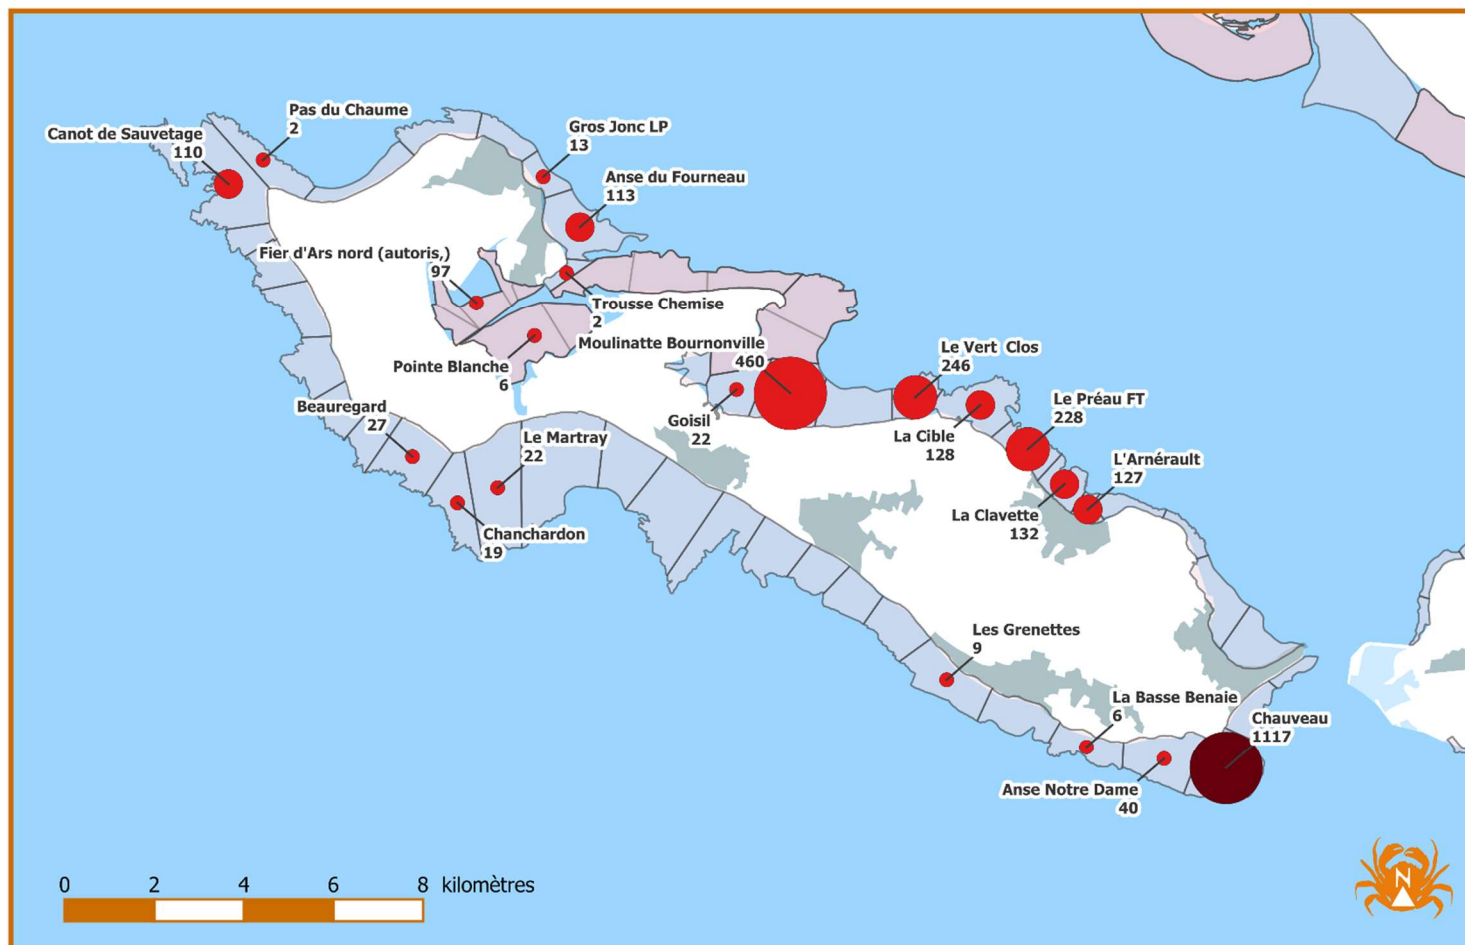 Pas du Chaume
2
Canot de Sauvetage
110
Gros Jonc LP
13
Anse du Fourneau
113
Fier d'Ars nord (autoris,)
97
Trousse Chemise
2
Moulinatte Bournonville
460
Pointe Blanche
6
Le Vert Clos
246
Beauregard
27
Le Martray
22
Goisil
22
La Cible
128
Le Préau FT
228
L'Arnérault
127
La Clavette
132
Chanchardon
19
Les Grenettes
9
La Basse Benaie
6
Chauveau
1117
Anse Notre Dame
40
0 2 4 6 8 kilomètres
N